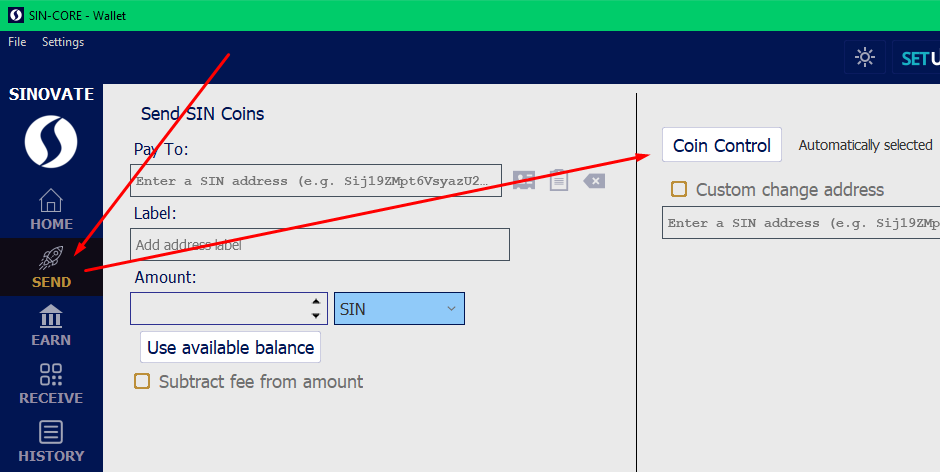 SIN-CORE - Wallet
File Settings
SETU
SINOVATE
HOME
SEND
EARN
RECEIVE
HISTORY
Send SIN Coins
Pay To:
Enter a SIN address (e.g. Sij19ZMpt6VsyazU2…
Label:
Add address label
Amount:
SIN
Use available balance
Subtract fee from amount
Coin Control Automatically selected
Custom change address
Enter a SIN address (e.g. Sij19ZMp